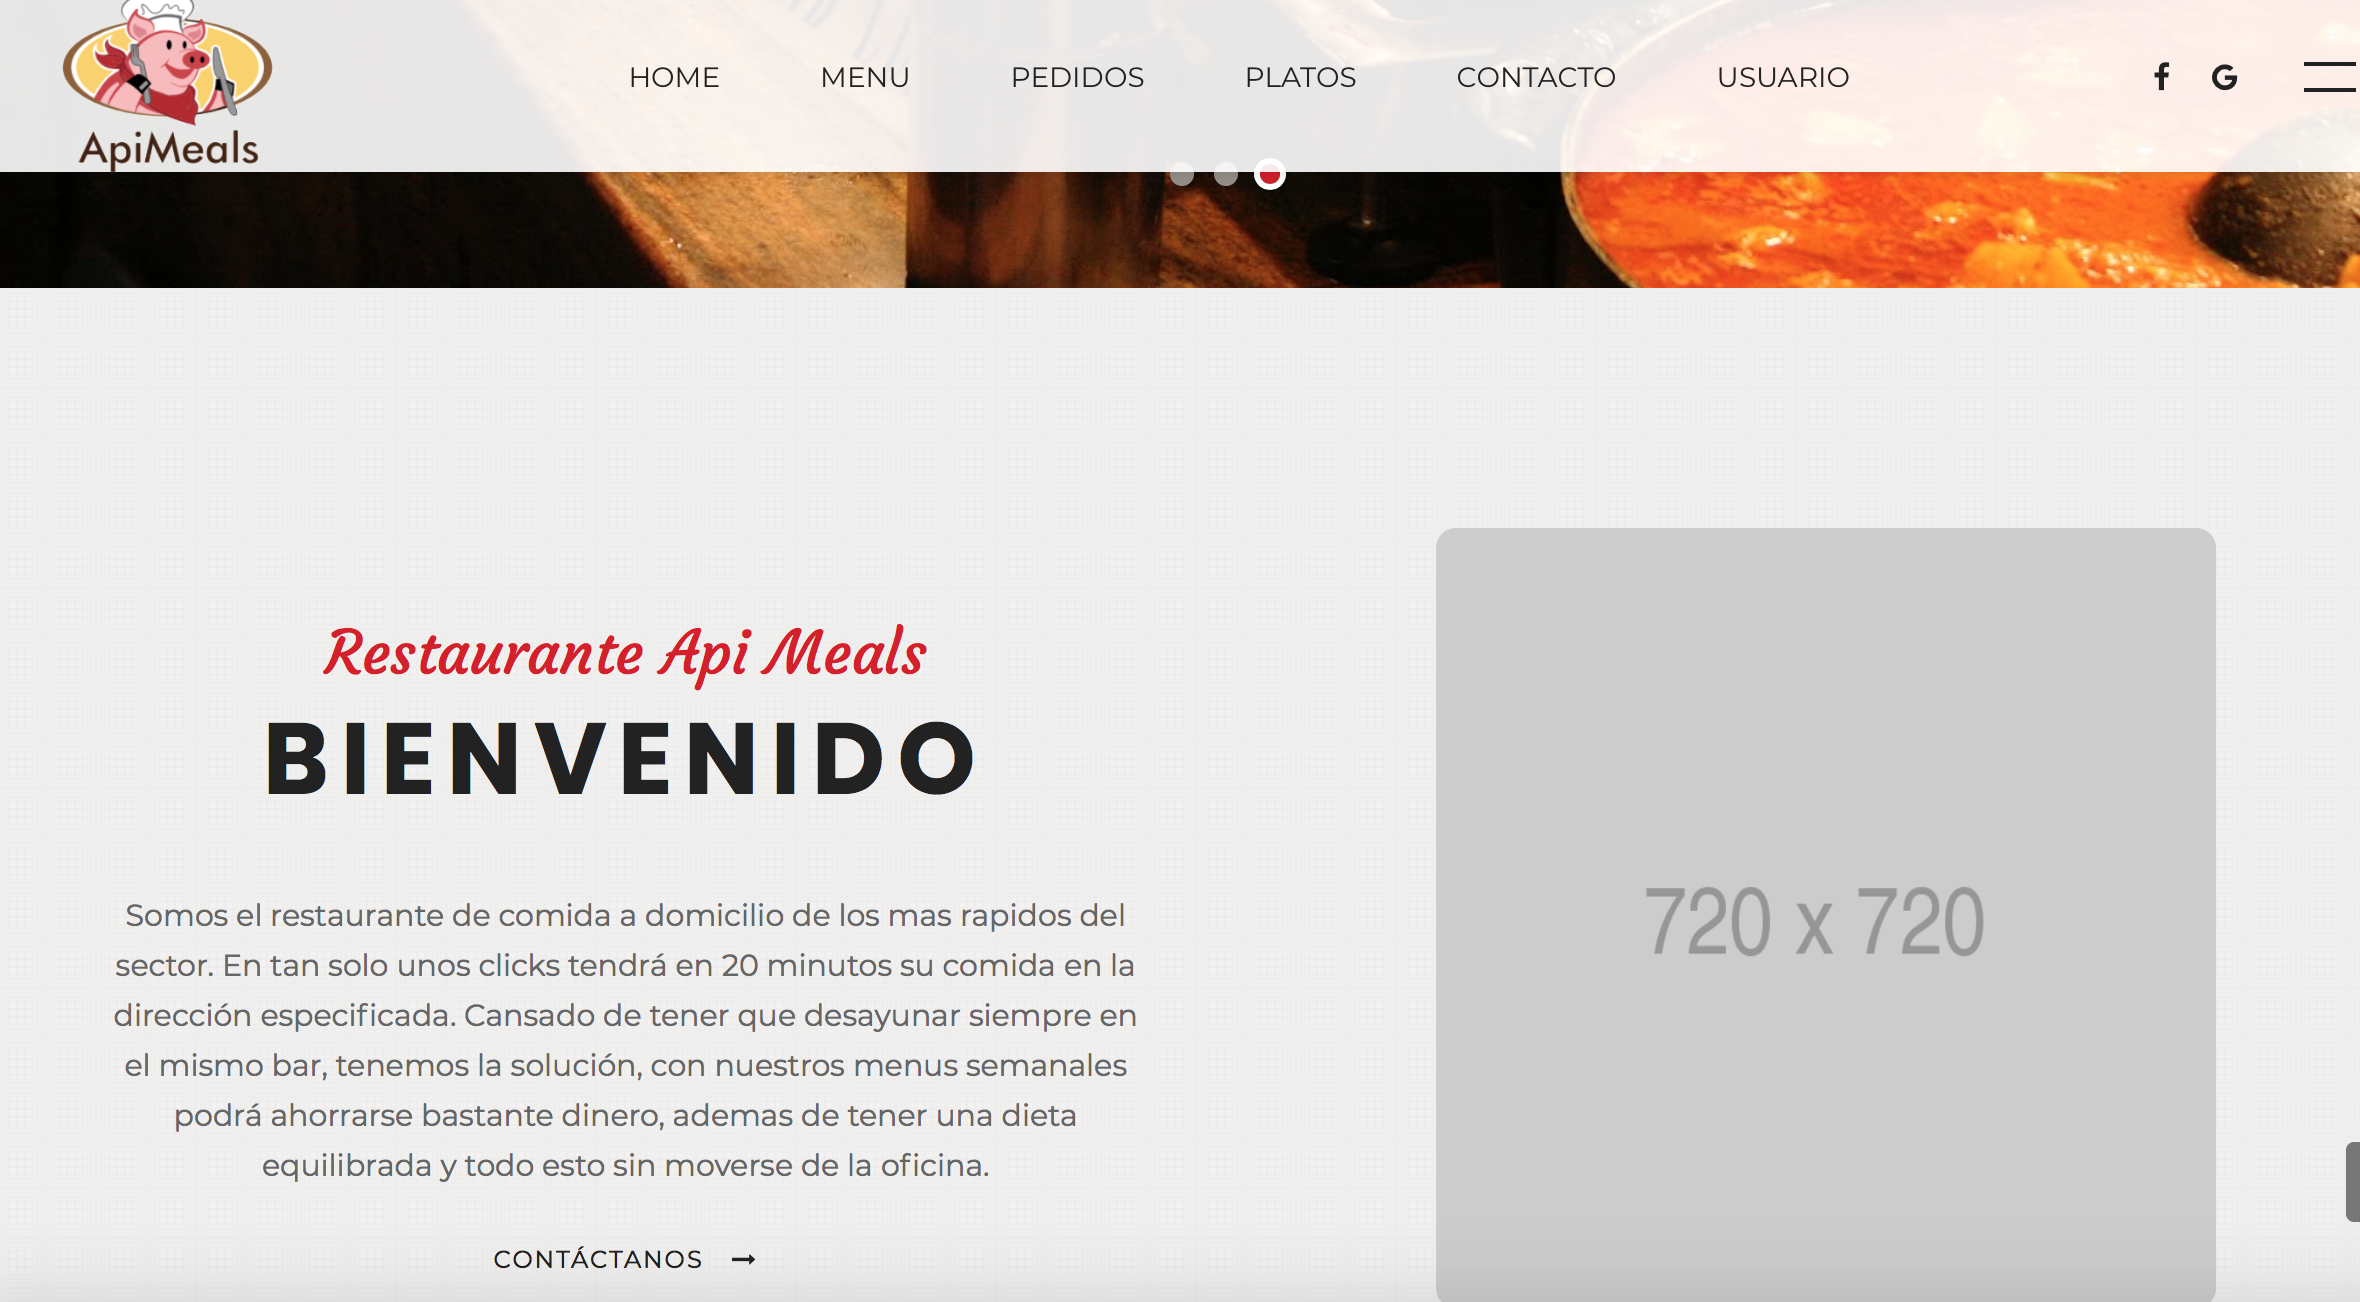 ApiMeals
HOME MENU PEDIDOS PLATOS CONTACTO USUARIO
Restaurante Api Meals
BIENVENIDO
Somos el restaurante de comida a domicilio de los mas rapidos del
sector. En tan solo unos clicks tendrá en 20 minutos su comida en la
dirección especificada. Cansado de tener que desayunar siempre en
el mismo bar, tenemos la solución, con nuestros menus semanales
podrá ahorrarse bastante dinero, ademas de tener una dieta
equilibrada y todo esto sin moverse de la oficina.
CONTÁCTANOS
720 x 720